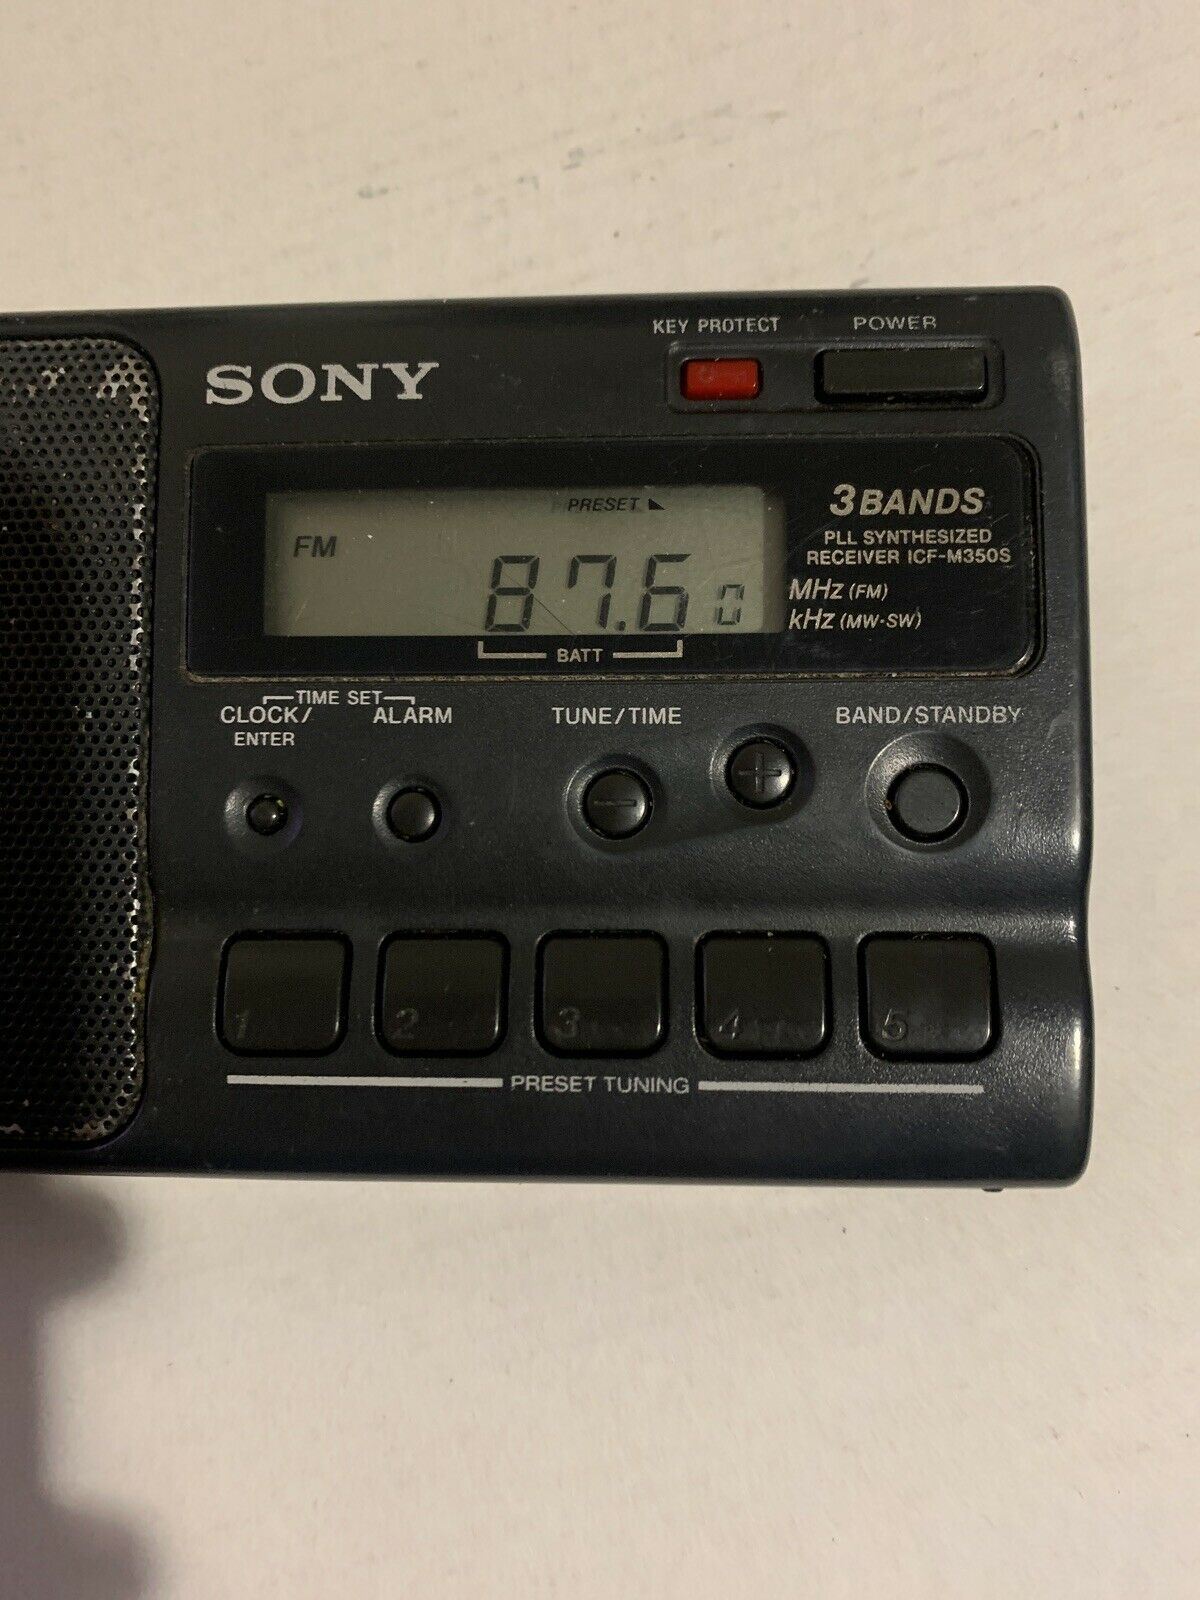 KEY PROTECT POWER
SONY
PRESET
3 BANDS
FM
PLL SYNTHESIZED
RECEIVER ICF-M350S
87.60
MHz (FM)
kHz (MW·SW)
BATT
TIME SET
CLOCK/ ALARM TUNE/TIME BAND/STANDBY
ENTER
− +
1 2 3 4 5
PRESET TUNING